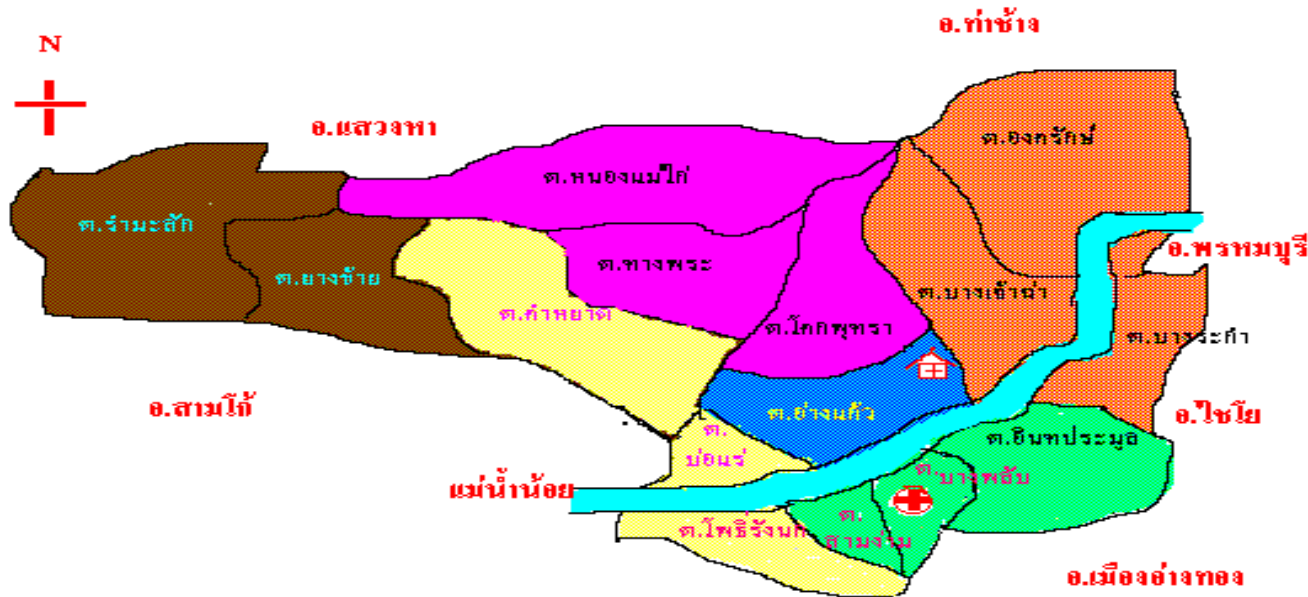 อ.ท่าช้าง
N
อ.แสวงหา
ต.องครักษ์
ต.หนองแม่ไก่
ต.รำมะสัก
อ.พรหมบุรี
ต.ทางพระ
ต.ยางช้าย
ต.บางเจ้าฉ่า
ต.คำหยาด
ต.โคกพุทรา
ต.บางระกำ
อ.สามโก้
ต.อ่างแก้ว
อ.ไชโย
ต.
บ่อแร่
ต.อินทประมูล
ต.
บางพลับ
แม่น้ำน้อย
ต.โพธิ์รังนก
ต.
สามง่าม
อ.เมืองอ่างทอง